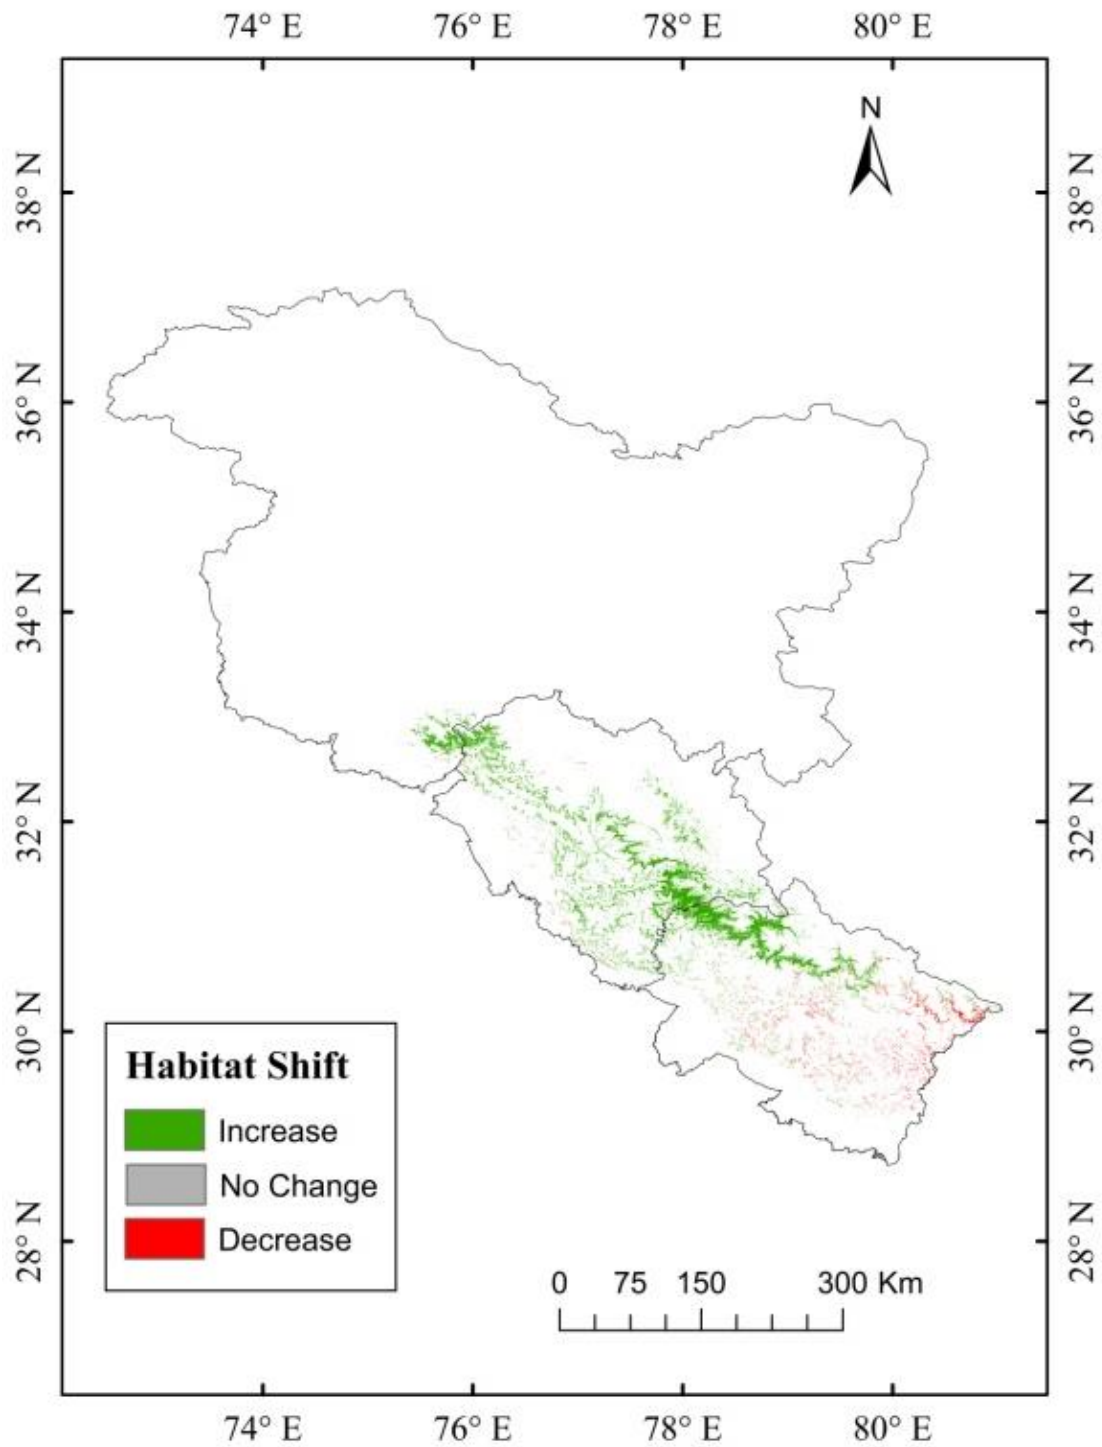 74° E 76° E 78° E 80° E
N
38° N 38° N
36° N 36° N
34° N 34° N
32° N 32° N
30° N 30° N
Habitat Shift
Increase
No Change
Decrease
28° N 28° N
0 75 150 300 Km
74° E 76° E 78° E 80° E